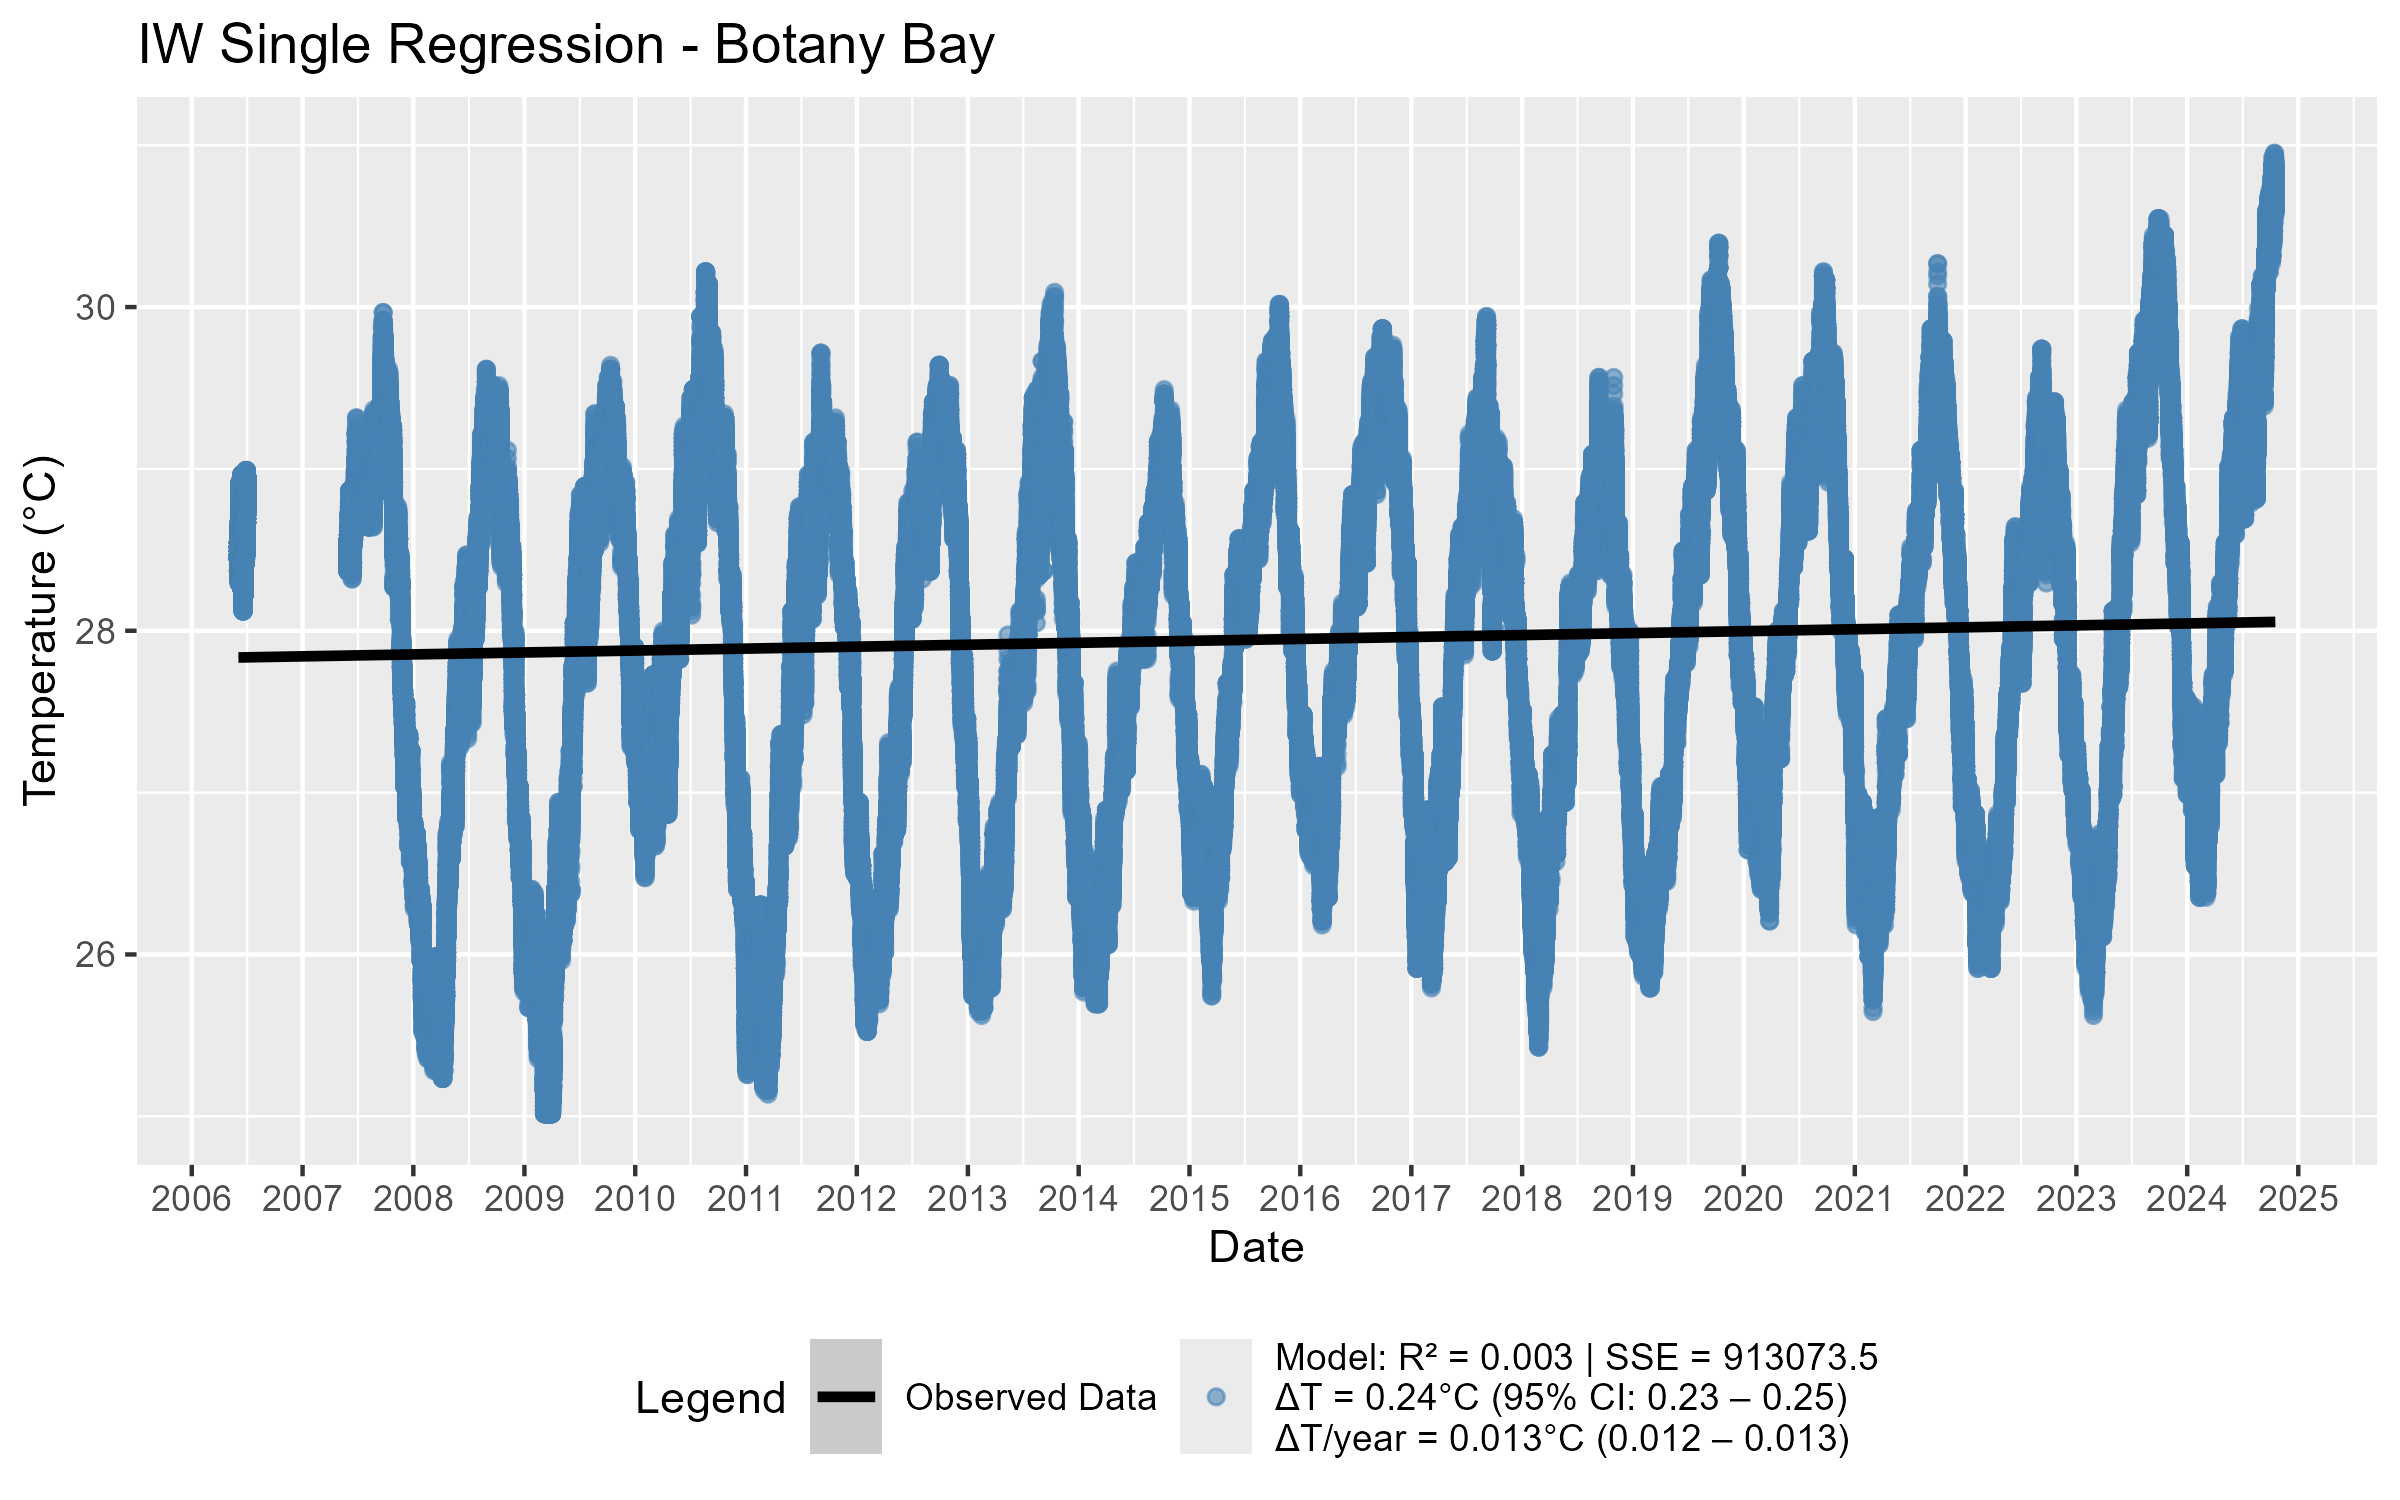 IW Single Regression - Botany Bay
Temperature (°C)
30
28
26
2006 2007 2008 2009 2010 2011 2012 2013 2014 2015 2016 2017 2018 2019 2020 2021 2022 2023 2024 2025
Date
Legend
Observed Data
Model: R² = 0.003 | SSE = 913073.5
ΔT = 0.24°C (95% CI: 0.23 – 0.25)
ΔT/year = 0.013°C (0.012 – 0.013)